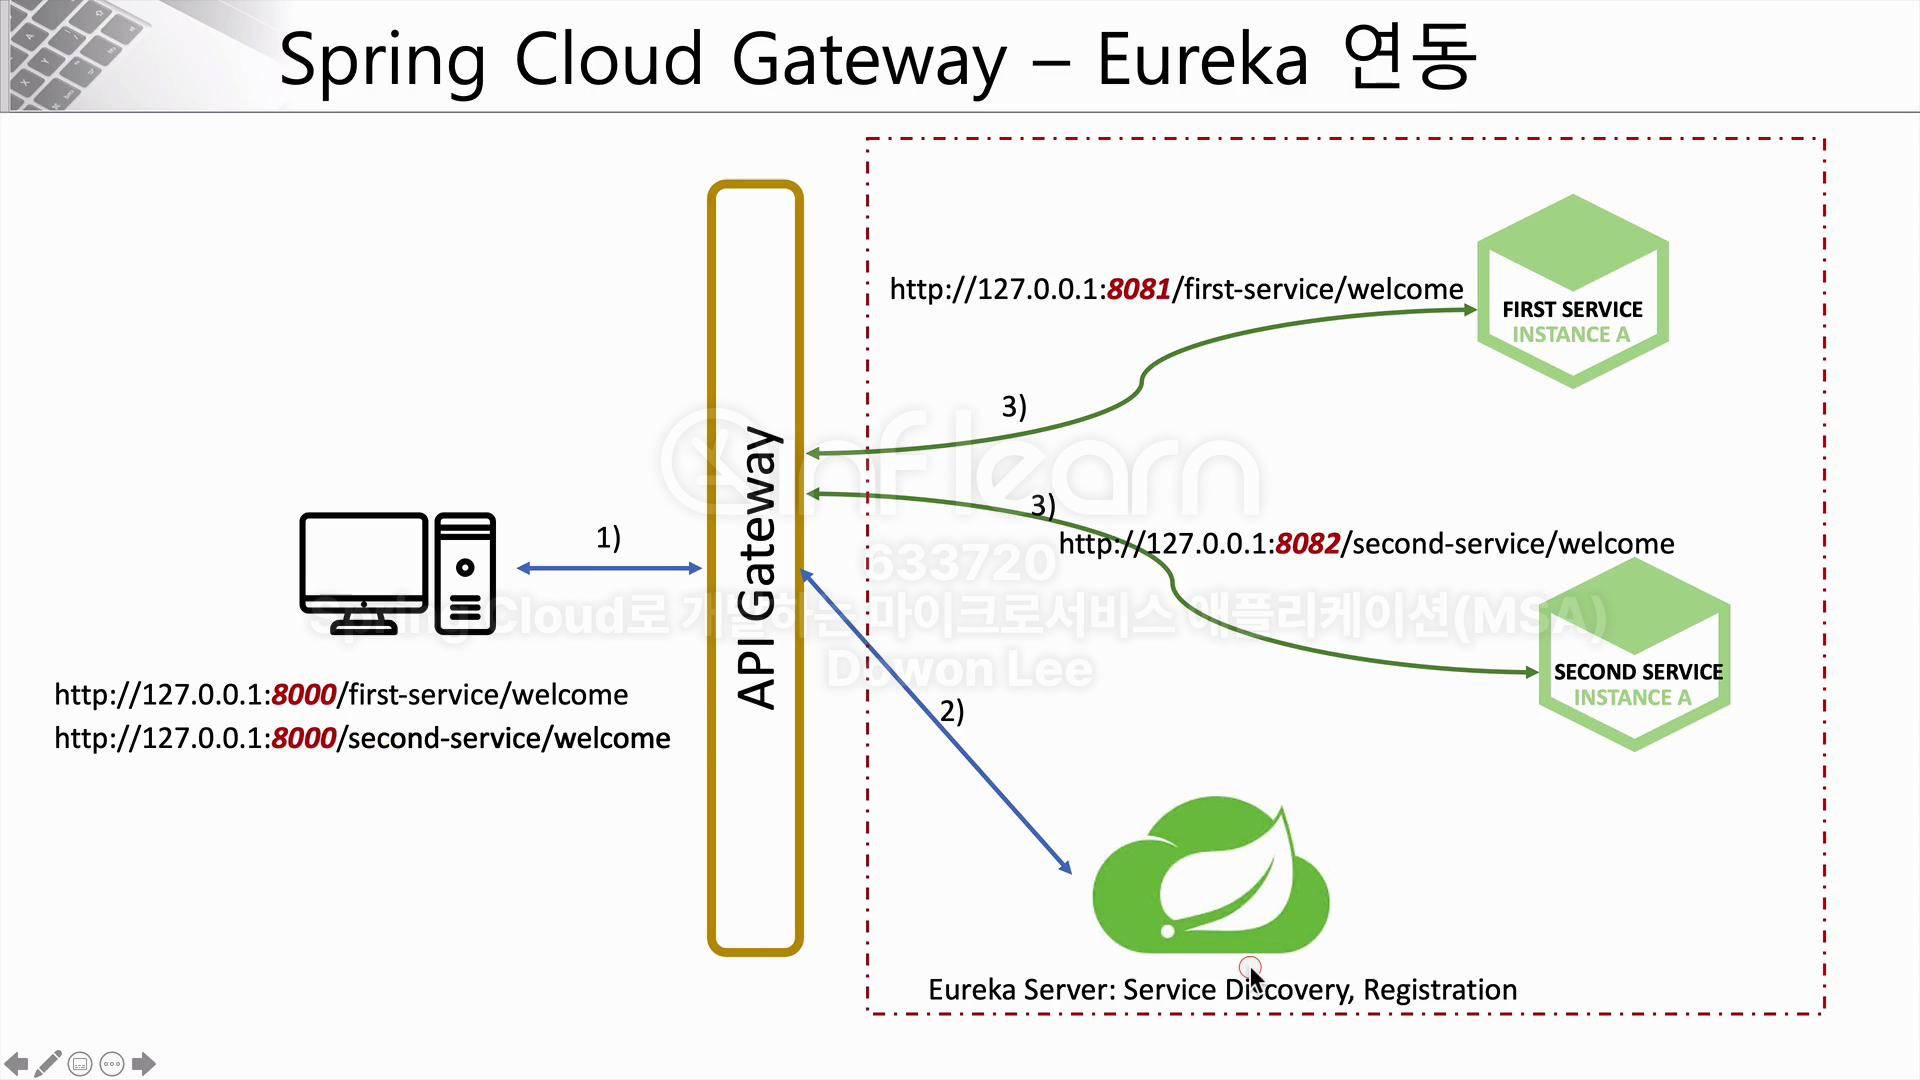 Spring Cloud Gateway – Eureka 연동
http://127.0.0.1:8081/first-service/welcome
FIRST SERVICE
INSTANCE A
3)
3)
http://127.0.0.1:8082/second-service/welcome
SECOND SERVICE
INSTANCE A
1)
API Gateway
2)
http://127.0.0.1:8000/first-service/welcome
http://127.0.0.1:8000/second-service/welcome
Eureka Server: Service Discovery, Registration
inflearn
633720
Spring Cloud로 개발하는 마이크로서비스 애플리케이션(MSA)
Dowon Lee